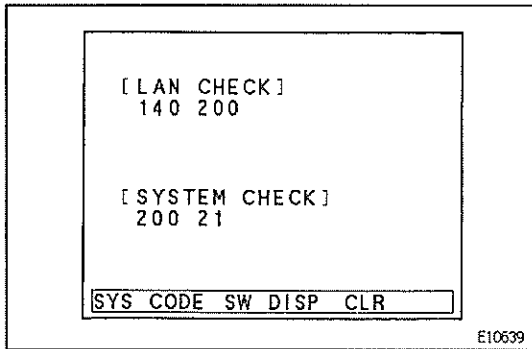 [LAN CHECK]
140 200
[SYSTEM CHECK]
200 21
SYS CODE SW DISP CLR
E10639